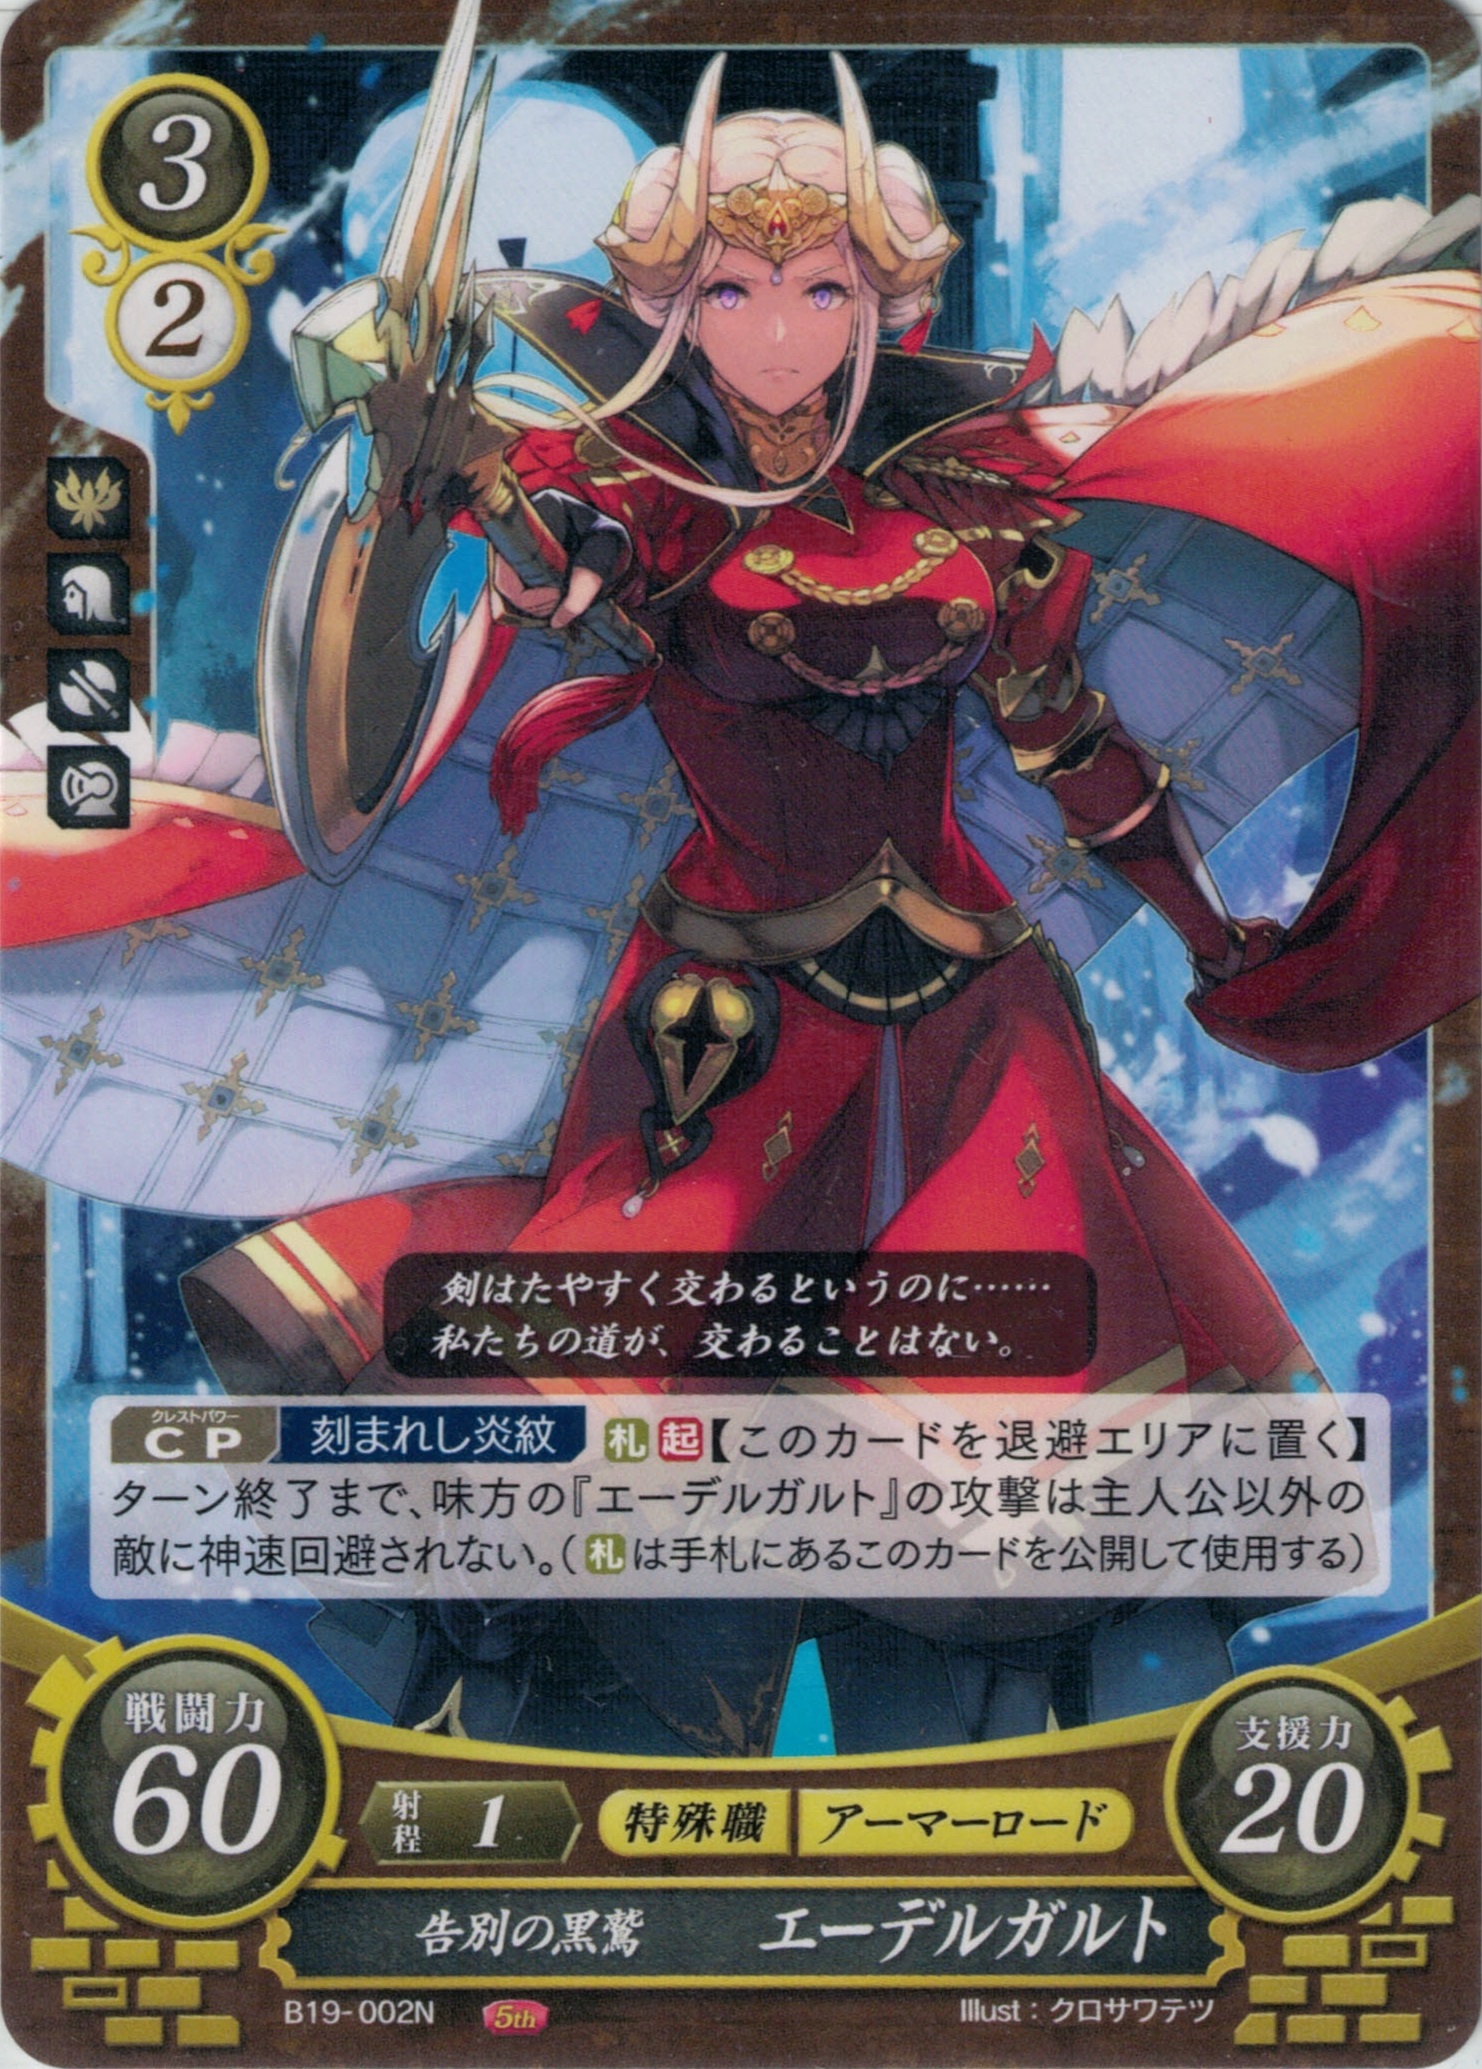 3
2
剣はたやすく交わるというのに……
私たちの道が、交わることはない。
クレストパワー
CP 刻まれし炎紋 札 起【このカードを退避エリアに置く】
ターン終了まで、味方の『エーデルガルト』の攻撃は主人公以外の
敵に神速回避されない。（札は手札にあるこのカードを公開して使用する）
戦闘力
60
射程 1
特殊職 アーマーロード
支援力
20
告別の黒鷲 エーデルガルト
B19-002N 5th Illust：クロサワテツ